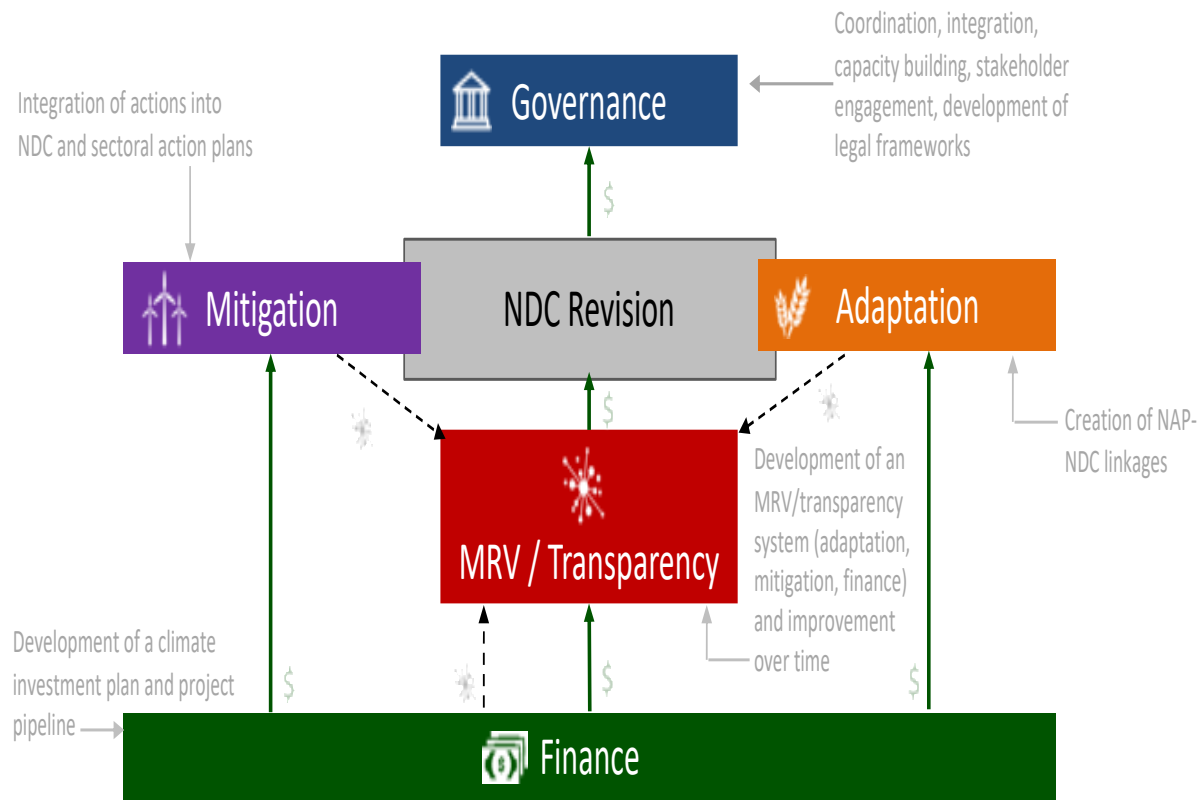 Coordination, integration,
capacity building, stakeholder
engagement, development of
legal frameworks
Governance
Integration of actions into
NDC and sectoral action plans
$
Mitigation
NDC Revision
Adaptation
$
Creation of NAP-
NDC linkages
MRV / Transparency
Development of an
MRV/transparency
system (adaptation,
mitigation, finance)
and improvement
over time
Development of a climate
investment plan and project
pipeline
$
$
$
$
Finance